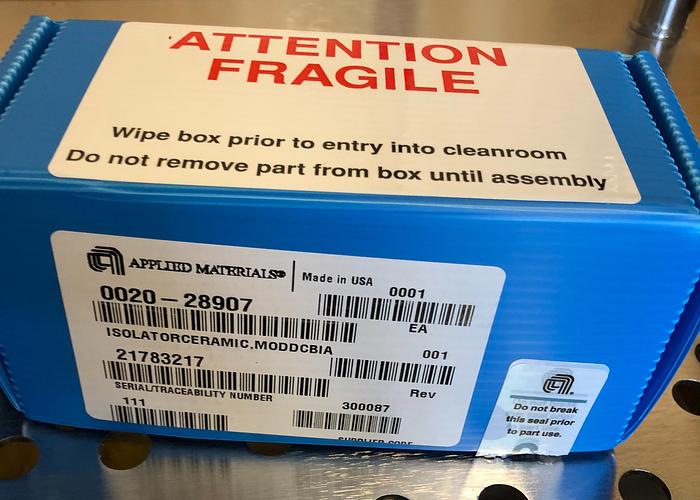 ATTENTION
FRAGILE
Wipe box prior to entry into cleanroom
Do not remove part from box until assembly
APPLIED MATERIALS® Made in USA 0001
0020-28907 EA
ISOLATORCERAMIC,MODDCBIA 001
21783217 Rev
SERIAL/TRACEABILITY NUMBER
111 300087
SUPPLIER CODE
Do not break
this seal prior
to part use.